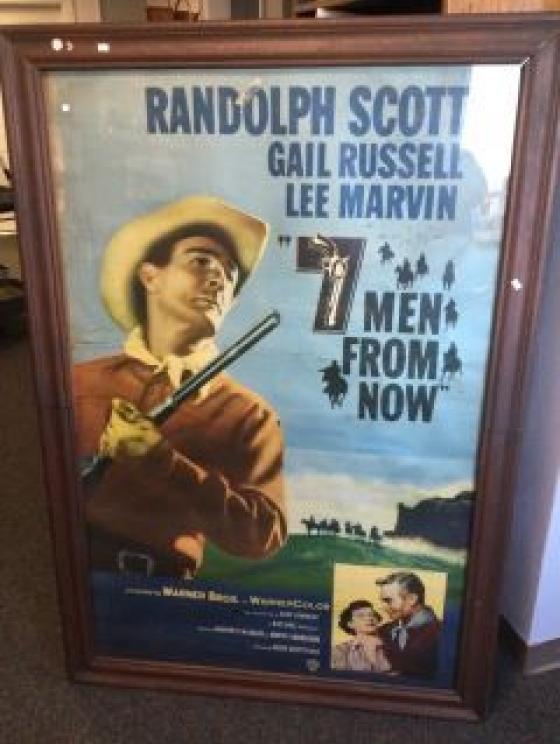 RANDOLPH SCOTT
GAIL RUSSELL
LEE MARVIN
"7
MEN
FROM
NOW"
WARNER BROS. WARNERCOLOR